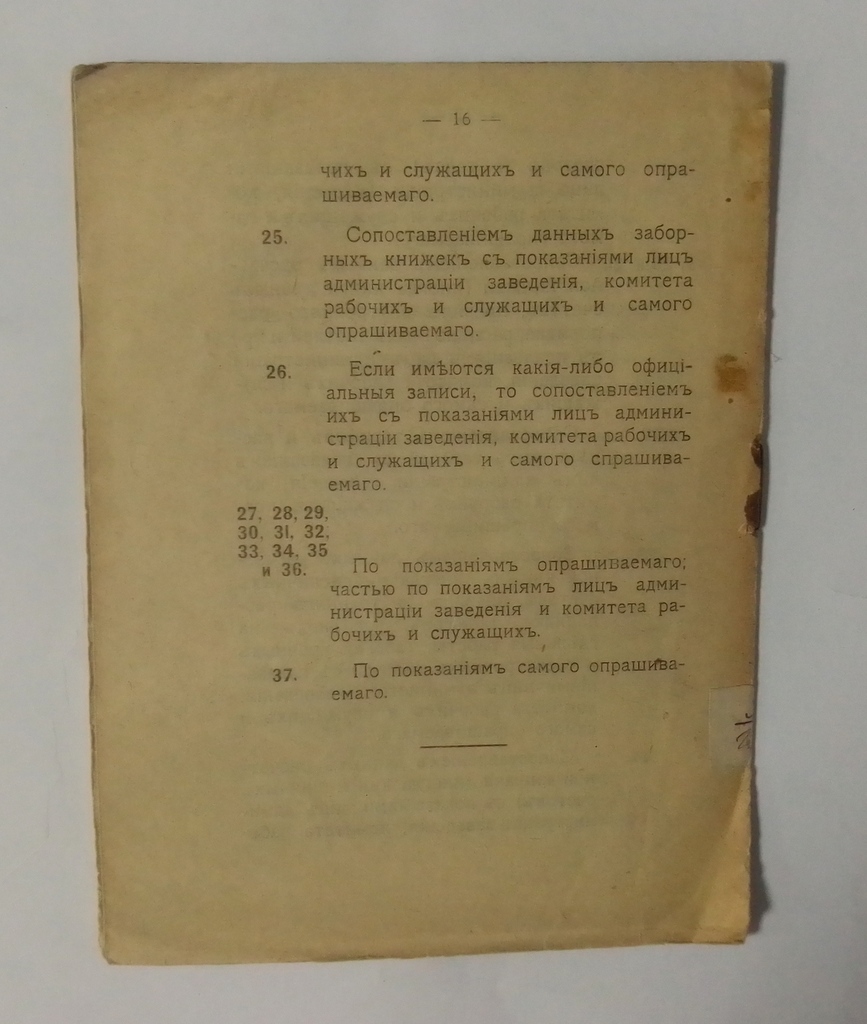 — 16 —
чихъ и служащихъ и самого опра-
шиваемаго.
25. Сопоставленіемъ данныхъ забор-
ныхъ книжекъ съ показаніями лицъ
администраціи заведенія, комитета
рабочихъ и служащихъ и самого
опрашиваемаго.
26. Если имѣются какія-либо офиці-
альныя записи, то сопоставленіемъ
ихъ съ показаніями лицъ админи-
страціи заведенія, комитета рабочихъ
и служащихъ и самого спрашива-
емаго.
27, 28, 29,
30, 31, 32,
33, 34, 35
и 36. По показаніямъ опрашиваемаго;
частью по показаніямъ лицъ адми-
нистраціи заведенія и комитета ра-
бочихъ и служащихъ.
37. По показаніямъ самого опрашива-
емаго.